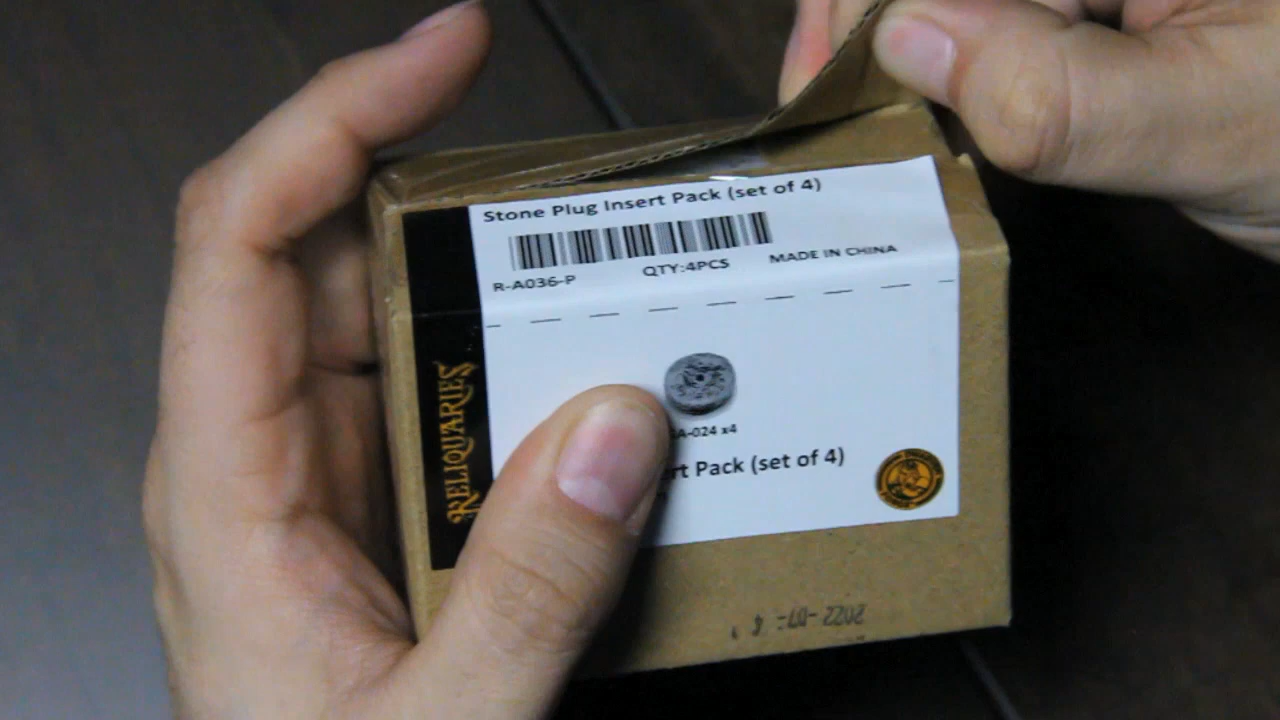 Stone Plug Insert Pack (set of 4)
R-A036-P
QTY:4PCS
MADE IN CHINA
RELIQUARIES
A-024 x4
rt Pack (set of 4)
2022-07-